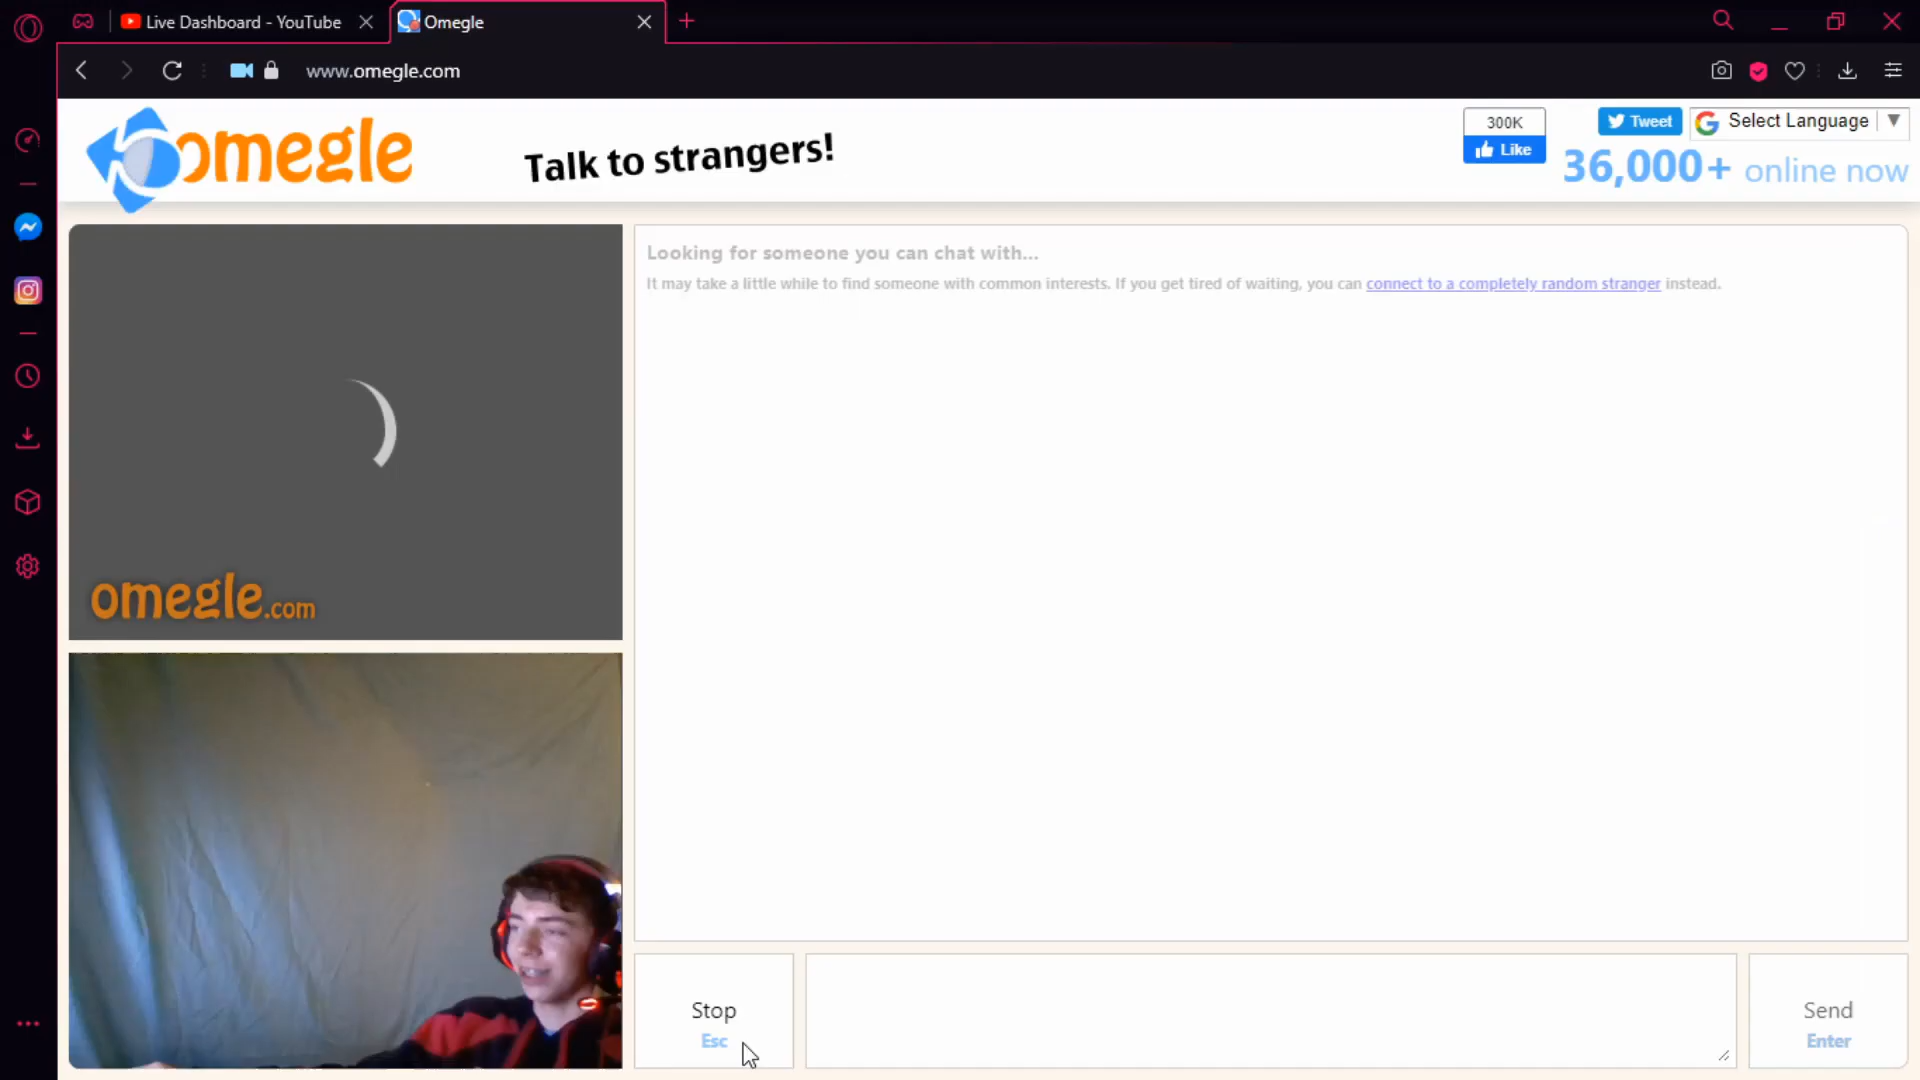 Live Dashboard - YouTube
Omegle
www.omegle.com
omegle
Talk to strangers!
300K
Like
Tweet
Select Language
36,000+ online now
Looking for someone you can chat with...
It may take a little while to find someone with common interests. If you get tired of waiting, you can connect to a completely random stranger instead.
omegle.com
Stop
Esc
Send
Enter